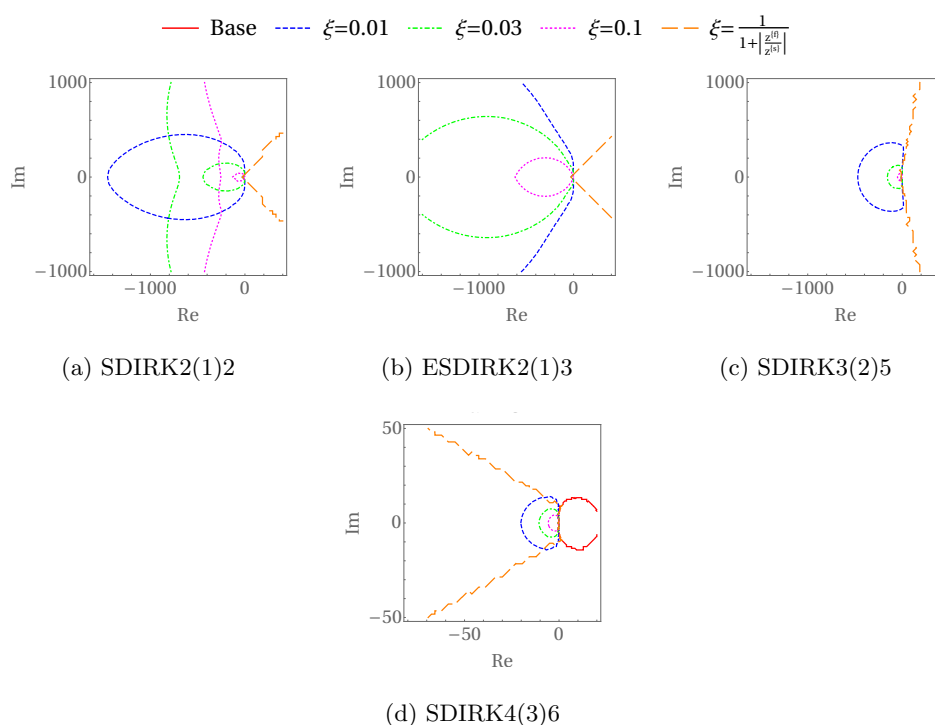 Base ξ=0.01 ξ=0.03 ξ=0.1 ξ=1/(1+|z^{f}/z^{s}|)
1000
0
−1000
Im
−1000 0
Re
(a) SDIRK2(1)2
1000
0
−1000
Im
−1000 0
Re
(b) ESDIRK2(1)3
1000
0
−1000
Im
−1000 0
Re
(c) SDIRK3(2)5
50
0
−50
Im
−50 0
Re
(d) SDIRK4(3)6